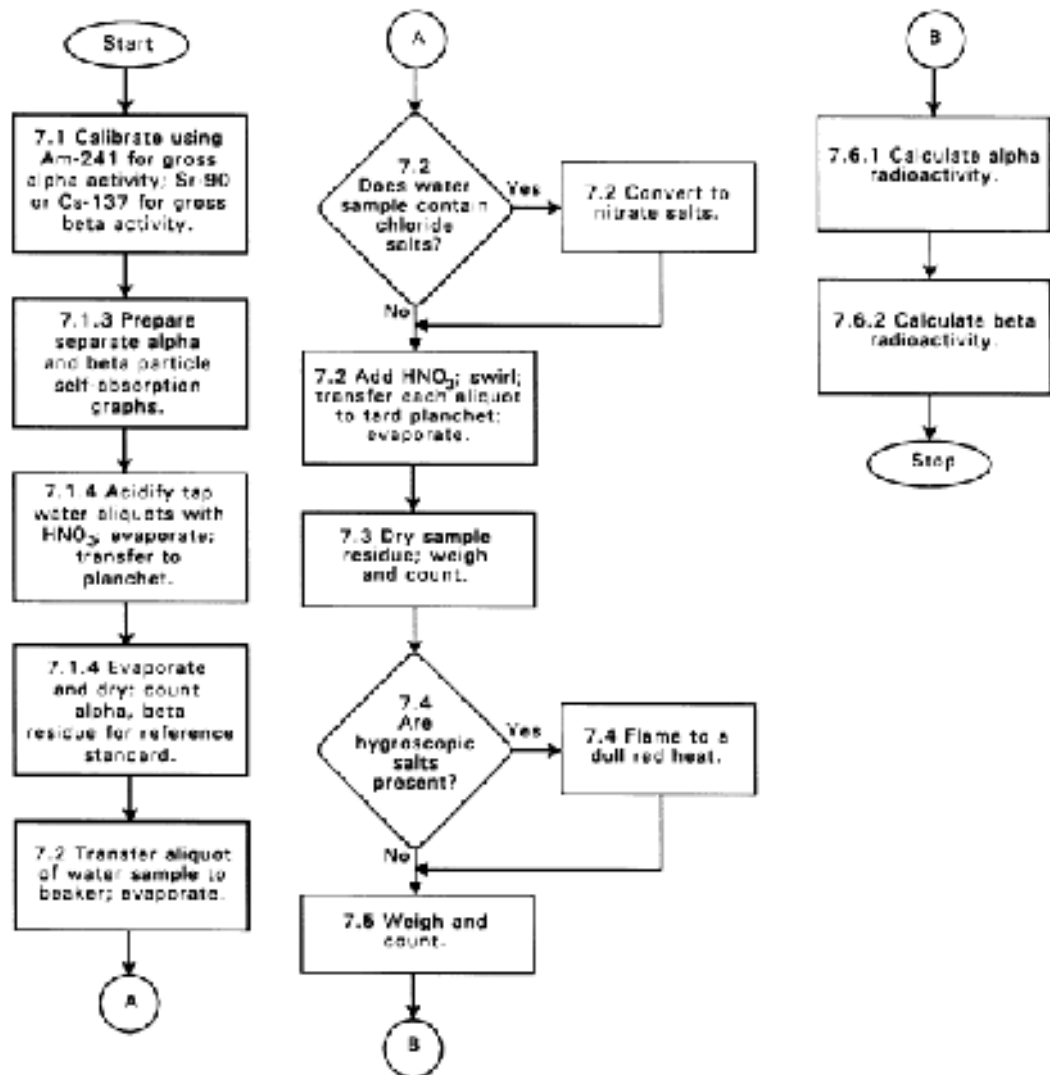 Start
7.1 Calibrate using
Am-241 for gross
alpha activity; Sr-90
or Cs-137 for gross
beta activity.
7.1.3 Prepare
separate alpha
and beta particle
self-absorption
graphs.
7.1.4 Acidify tap
water aliquots with
HNO₃; evaporate;
transfer to
planchet.
7.1.4 Evaporate
and dry; count
alpha, beta
residue for reference
standard.
7.2 Transfer aliquot
of water sample to
beaker; evaporate.
A
A
7.2
Does water
sample contain
chloride
salts?
Yes
7.2 Convert to
nitrate salts.
No
7.2 Add HNO₃; swirl;
transfer each aliquot
to tard planchet;
evaporate.
7.3 Dry sample
residue; weigh
and count.
7.4
Are
hygroscopic
salts
present?
Yes
7.4 Flame to a
dull red heat.
No
7.5 Weigh and
count.
B
B
7.6.1 Calculate alpha
radioactivity.
7.6.2 Calculate beta
radioactivity.
Stop